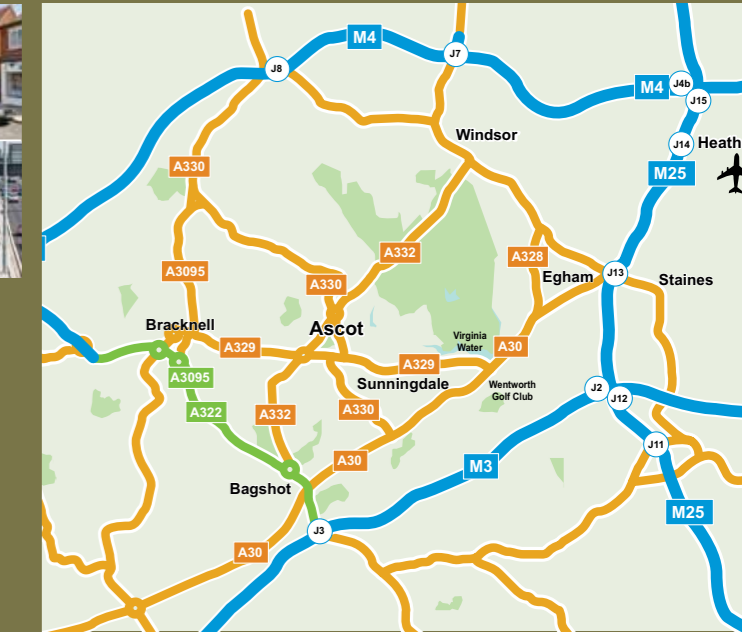 M4
J8
J7
M4
J4b
J15
Windsor
J14
Heath
M25
A330
A332
A328
A3095
A330
Egham
J13
Staines
Bracknell
Ascot
Virginia
Water
A329
A30
A329
A3095
Sunningdale
Wentworth
Golf Club
J2
J12
A322
A332
A330
J11
A30
M3
Bagshot
M25
J3
A30